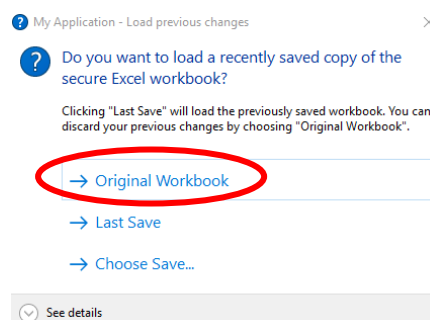 My Application - Load previous changes
Do you want to load a recently saved copy of the
secure Excel workbook?
Clicking "Last Save" will load the previously saved workbook. You can
discard your previous changes by choosing "Original Workbook".
→ Original Workbook
→ Last Save
→ Choose Save...
See details